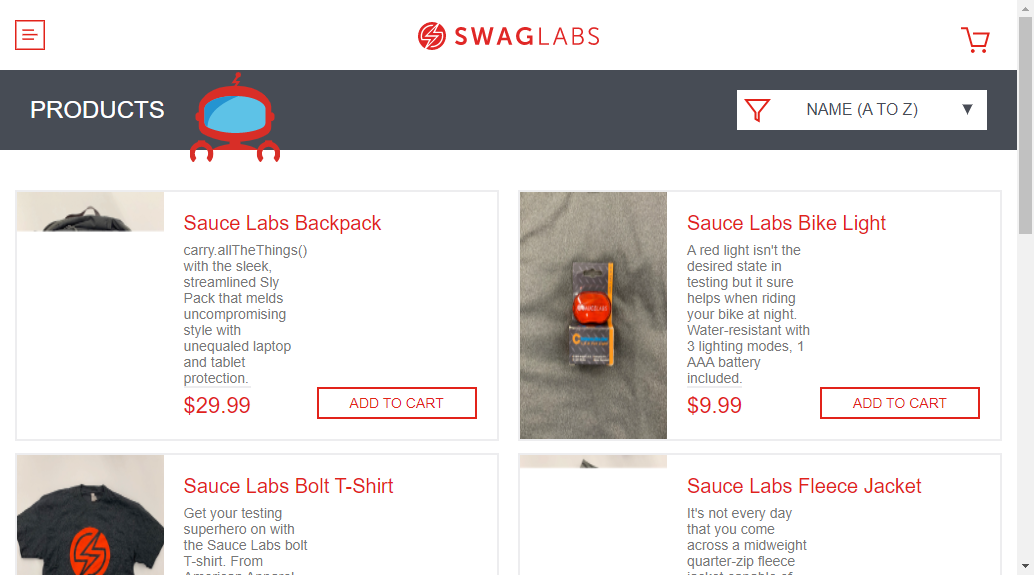 SWAGLABS
PRODUCTS
NAME (A TO Z)
Sauce Labs Backpack
carry.allTheThings()
with the sleek,
streamlined Sly
Pack that melds
uncompromising
style with
unequaled laptop
and tablet
protection.
$29.99
ADD TO CART
Sauce Labs Bike Light
A red light isn't the
desired state in
testing but it sure
helps when riding
your bike at night.
Water-resistant with
3 lighting modes, 1
AAA battery
included.
$9.99
ADD TO CART
Sauce Labs Bolt T-Shirt
Get your testing
superhero on with
the Sauce Labs bolt
T-shirt. From
American Apparel,
Sauce Labs Fleece Jacket
It's not every day
that you come
across a midweight
quarter-zip fleece
jacket capable of